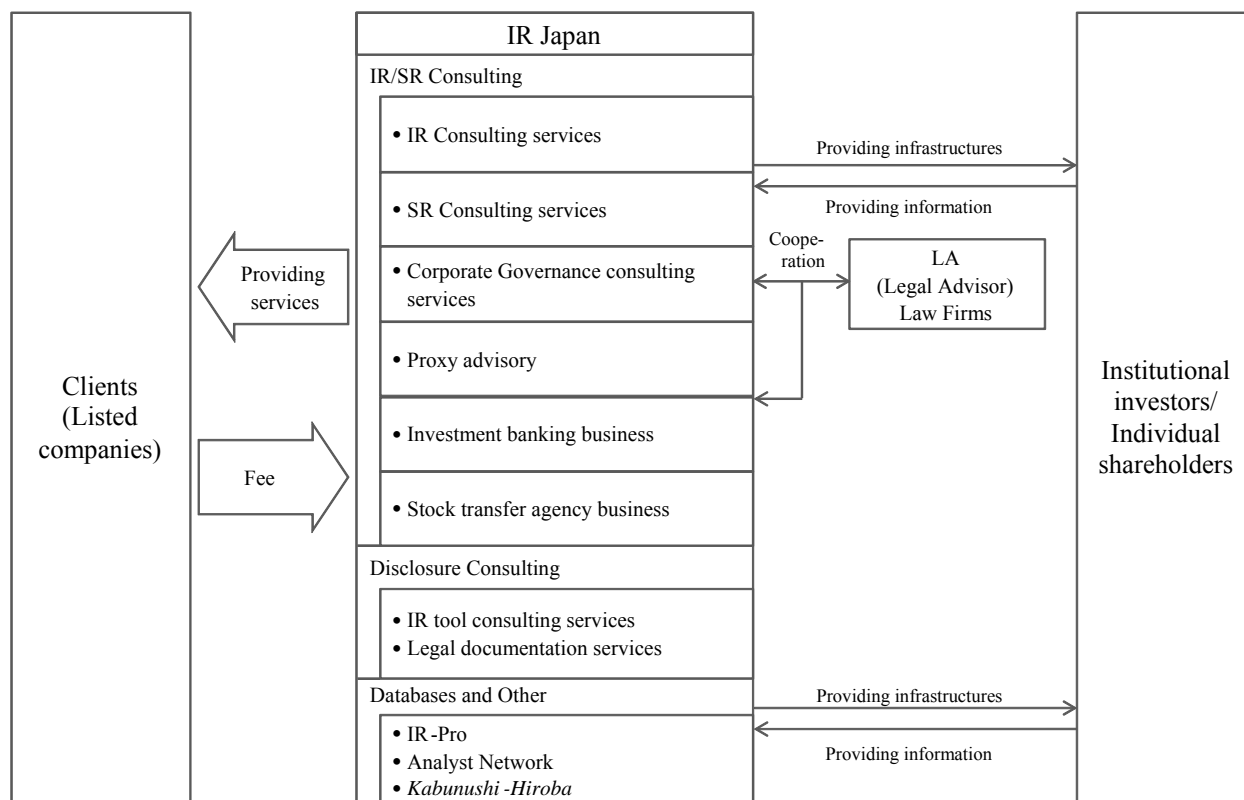 IR Japan
IR/SR Consulting
• IR Consulting services
• SR Consulting services
• Corporate Governance consulting
services
• Proxy advisory
• Investment banking business
• Stock transfer agency business
Disclosure Consulting
• IR tool consulting services
• Legal documentation services
Databases and Other
• IR-Pro
• Analyst Network
• Kabunushi-Hiroba
Clients
(Listed
companies)
Providing
services
Fee
Providing infrastructures
Providing information
Coope-
ration
LA
(Legal Advisor)
Law Firms
Institutional
investors/
Individual
shareholders
Providing infrastructures
Providing information